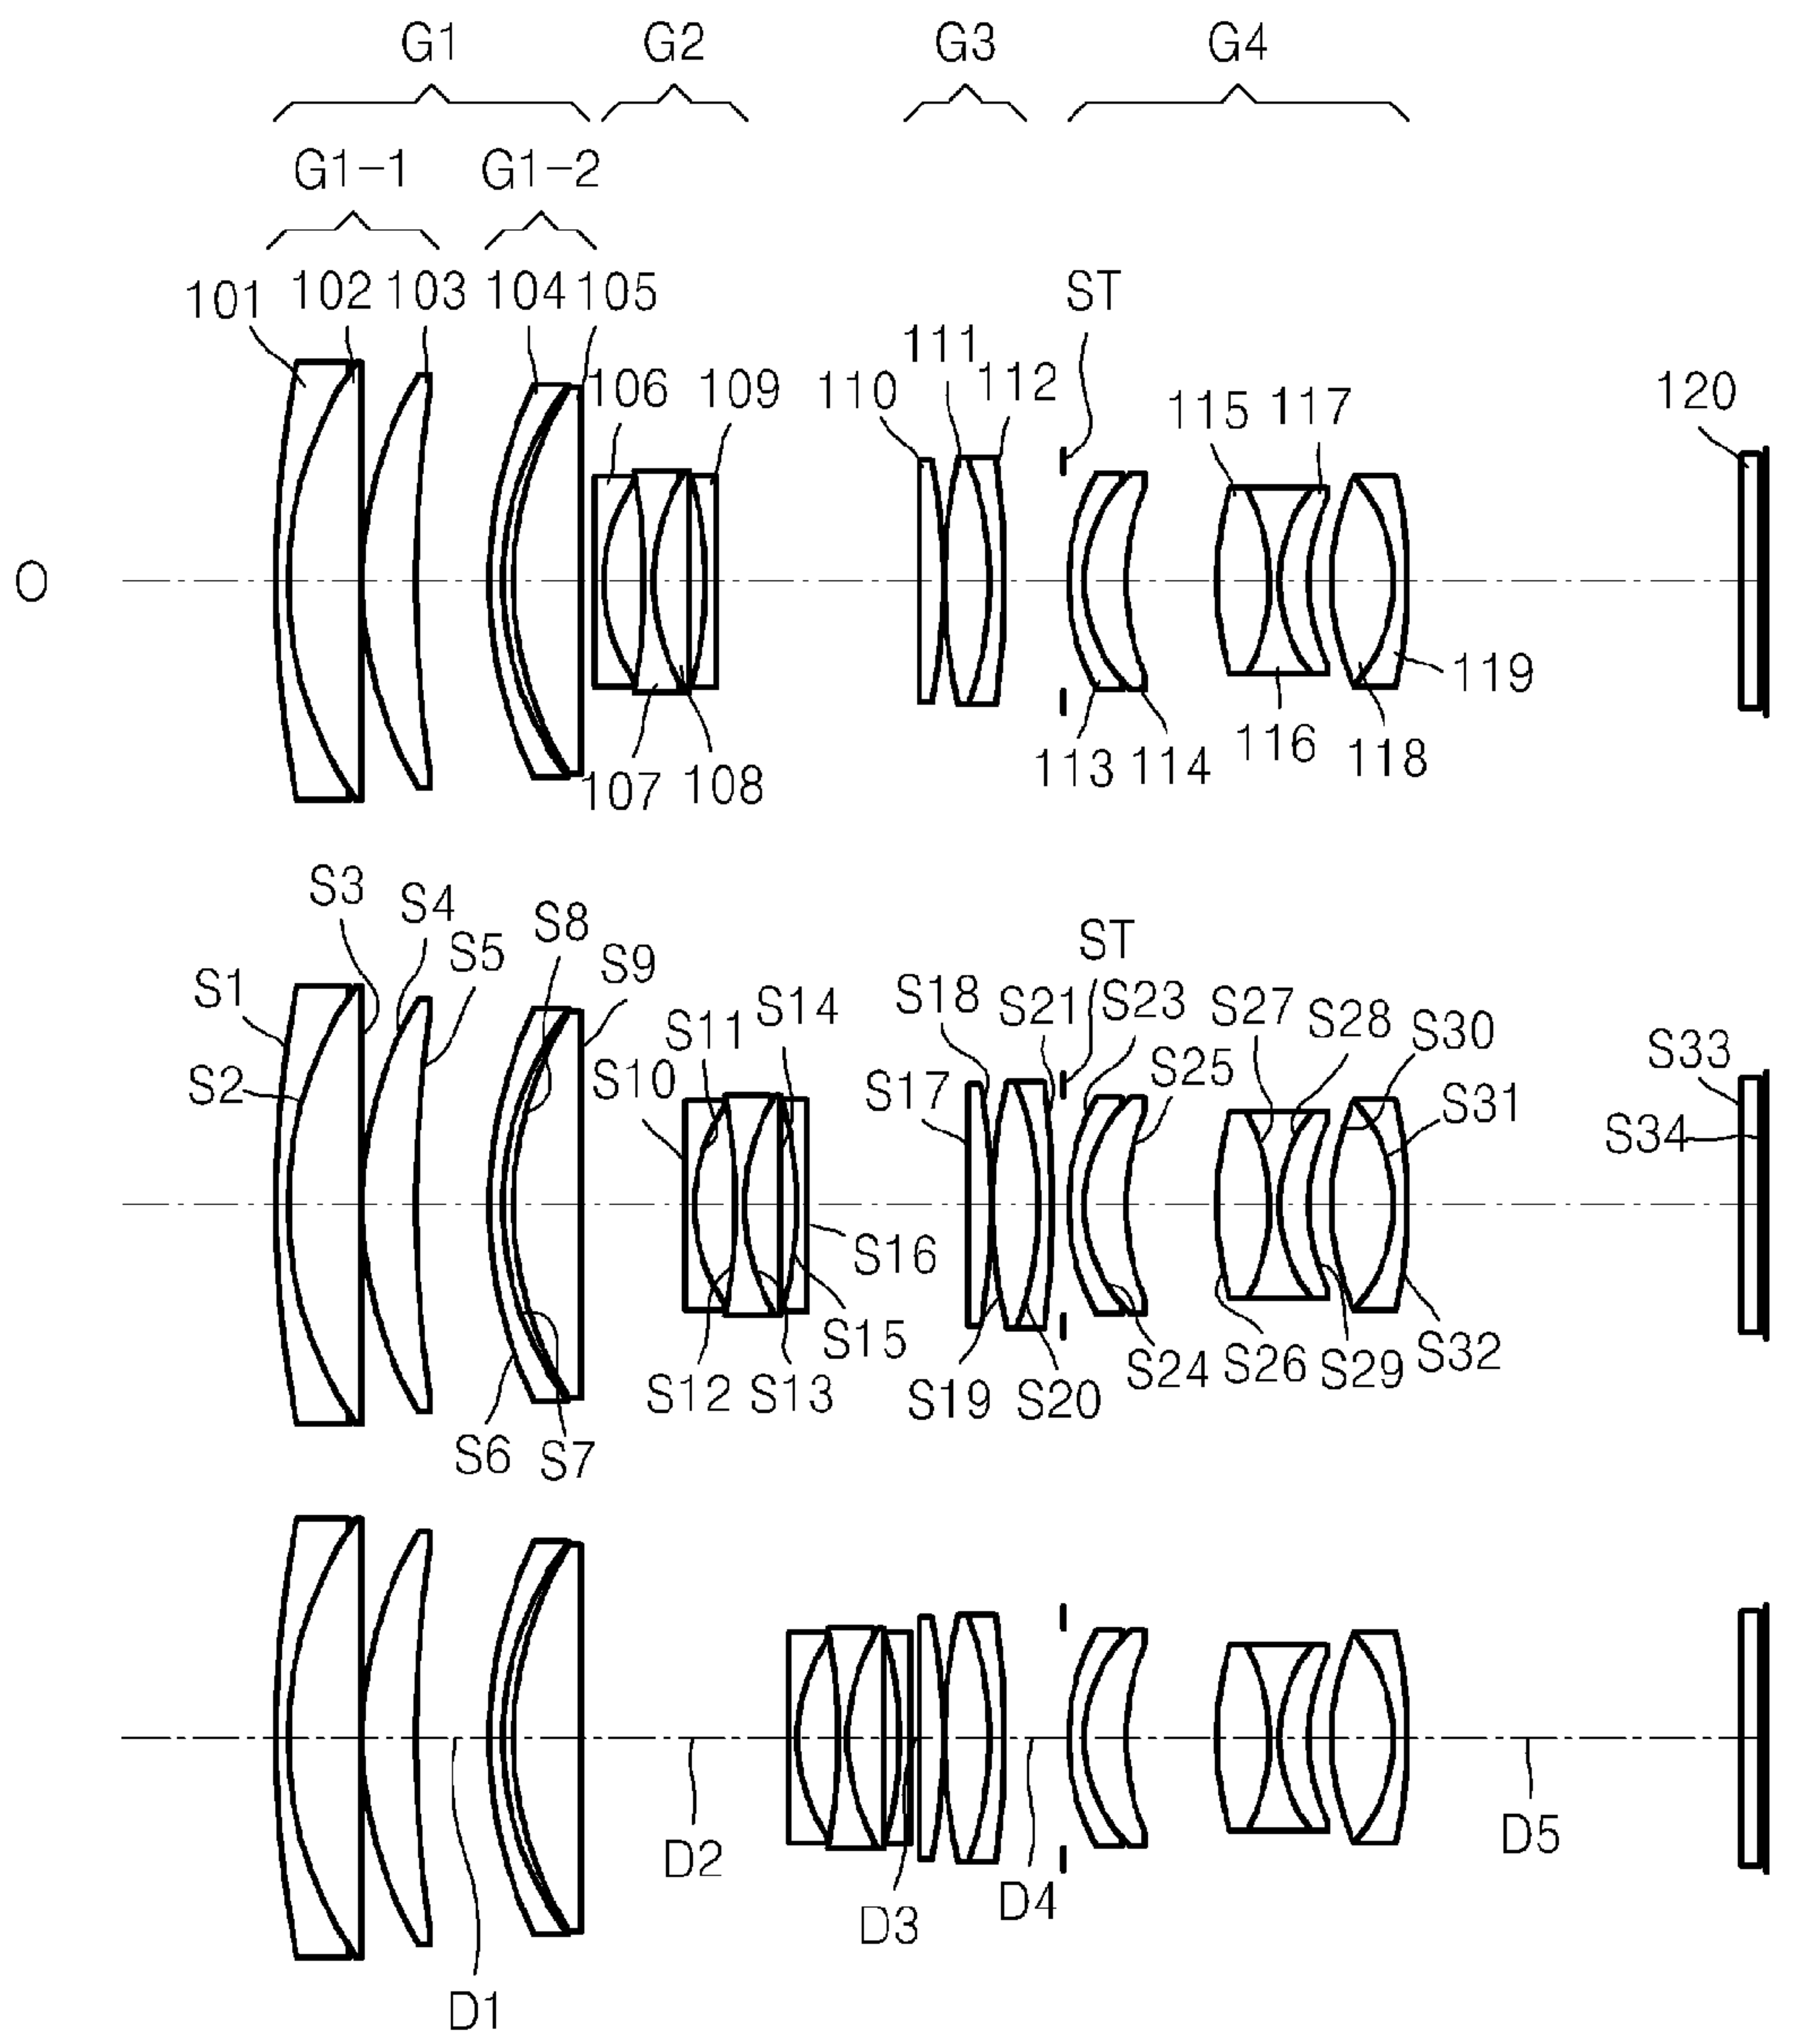 G1 G2 G3 G4
G1-1 G1-2
101 102 103 104 105 ST
106 109 110 111 112 115 117 120
O
107 108 113 114 116 118 119
S3 S4 S5 S8 S9 ST
S1 S2 S10 S11 S14 S18 S21 S23 S27 S28 S30 S33
S17 S25 S31 S34
S16
S12 S13 S15 S19 S20 S24 S26 S29 S32
S6 S7
D2 D3 D4 D5
D1